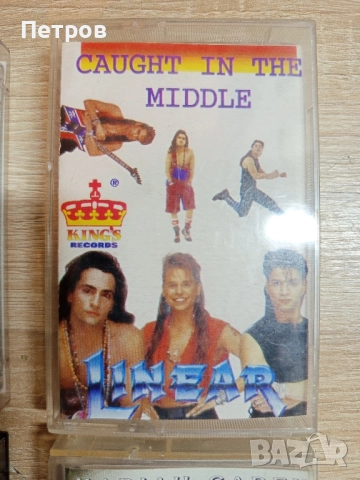 Петров
CAUGHT IN THE
MIDDLE
®
KING'S
RECORDS
LINEAR
BAZAR